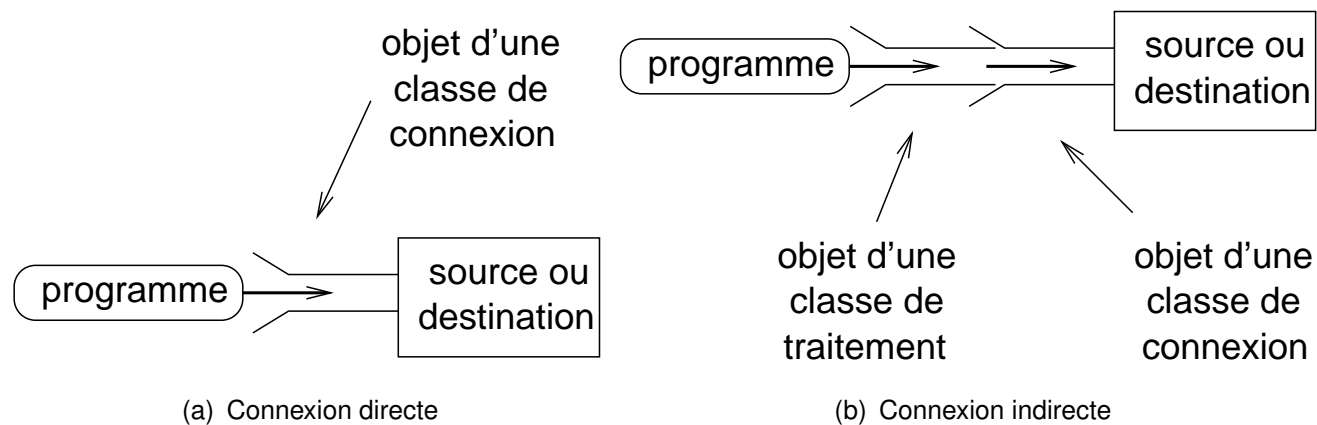 objet d'une
classe de
connexion
programme
source ou
destination
(a) Connexion directe
programme
source ou
destination
objet d'une
classe de
traitement
objet d'une
classe de
connexion
(b) Connexion indirecte